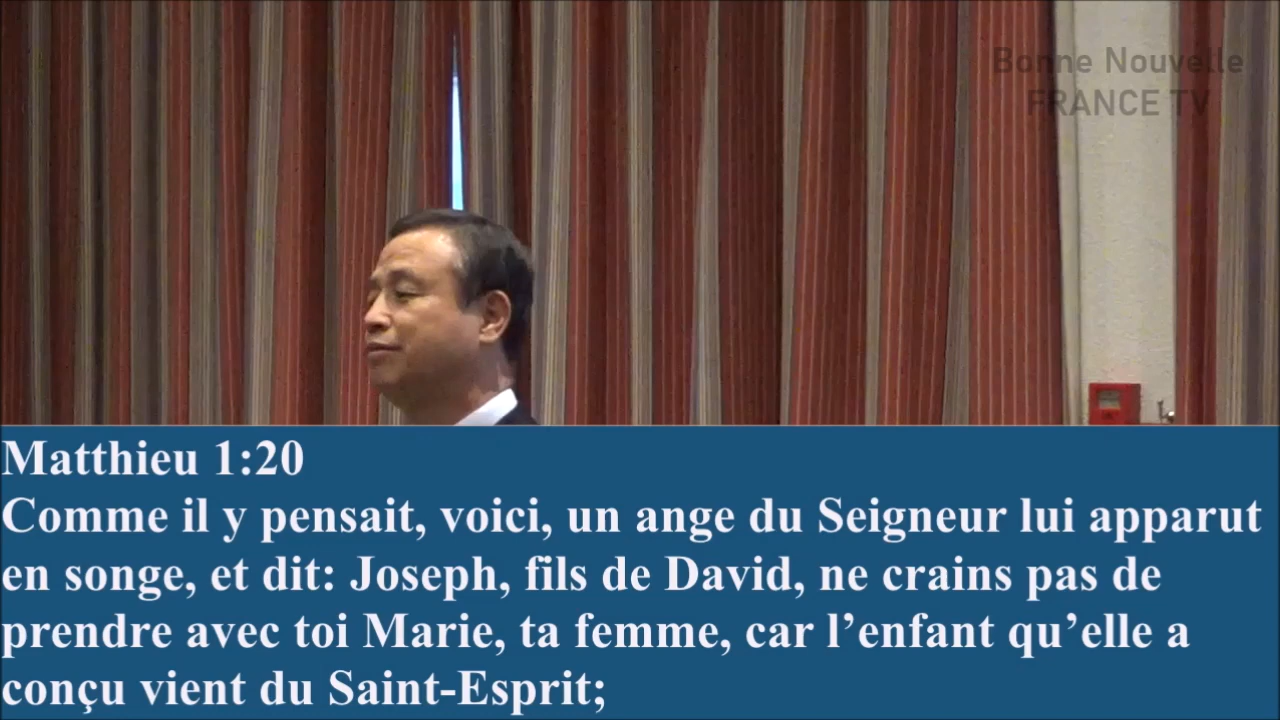 Bonne Nouvelle
FRANCE TV
Matthieu 1:20
Comme il y pensait, voici, un ange du Seigneur lui apparut
en songe, et dit: Joseph, fils de David, ne crains pas de
prendre avec toi Marie, ta femme, car l’enfant qu’elle a
conçu vient du Saint-Esprit;